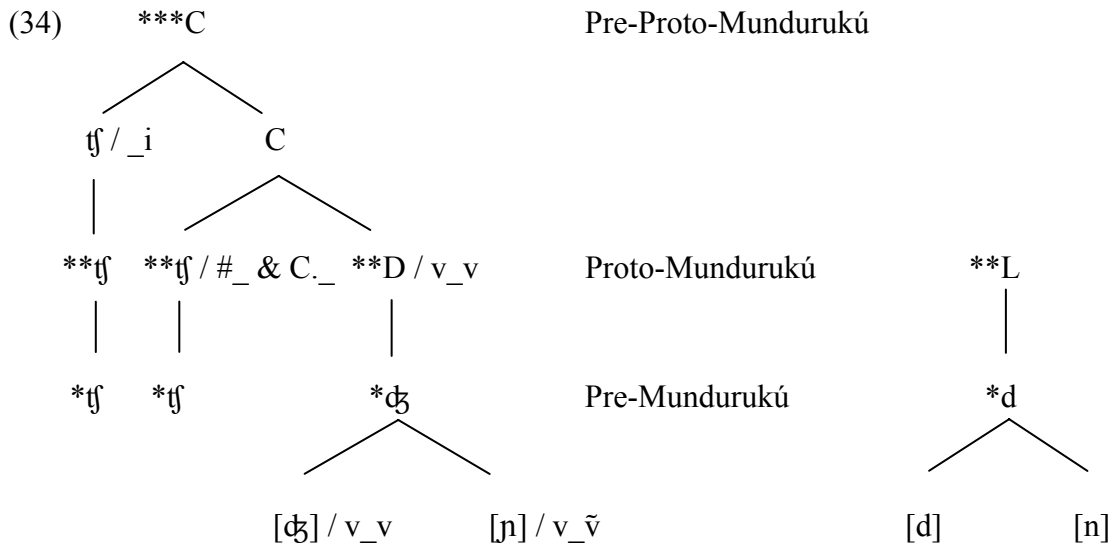 (34) ***C Pre-Proto-Mundurukú
ʧ / _i C
**ʧ **ʧ / #_ & C._ **D / v_v Proto-Mundurukú **L
*ʧ *ʧ *ʤ Pre-Mundurukú *d
[ʤ] / v_v [ɲ] / v_ṽ [d] [n]